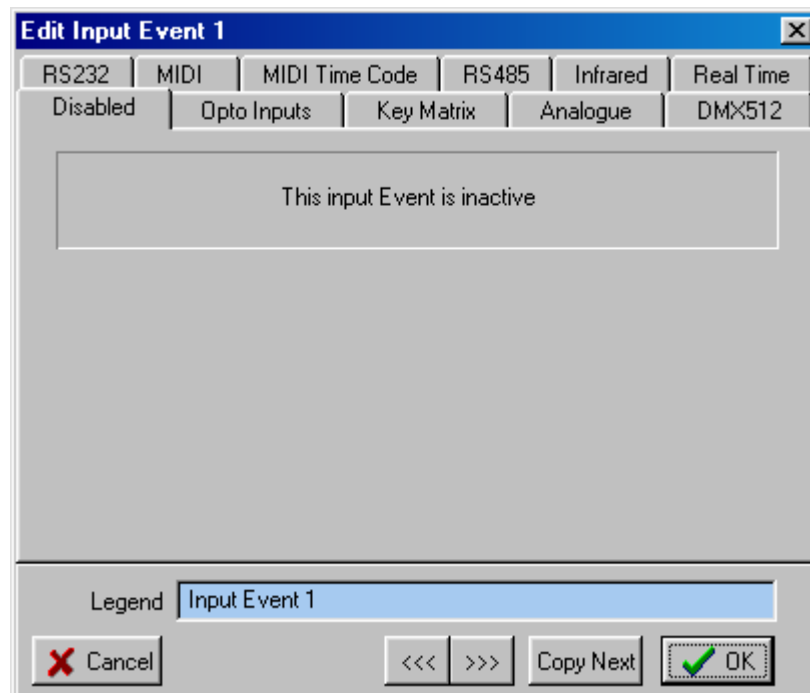 Edit Input Event 1
RS232 MIDI MIDI Time Code RS485 Infrared Real Time
Disabled Opto Inputs Key Matrix Analogue DMX512
This input Event is inactive
Legend Input Event 1
Cancel <<< >>> Copy Next OK